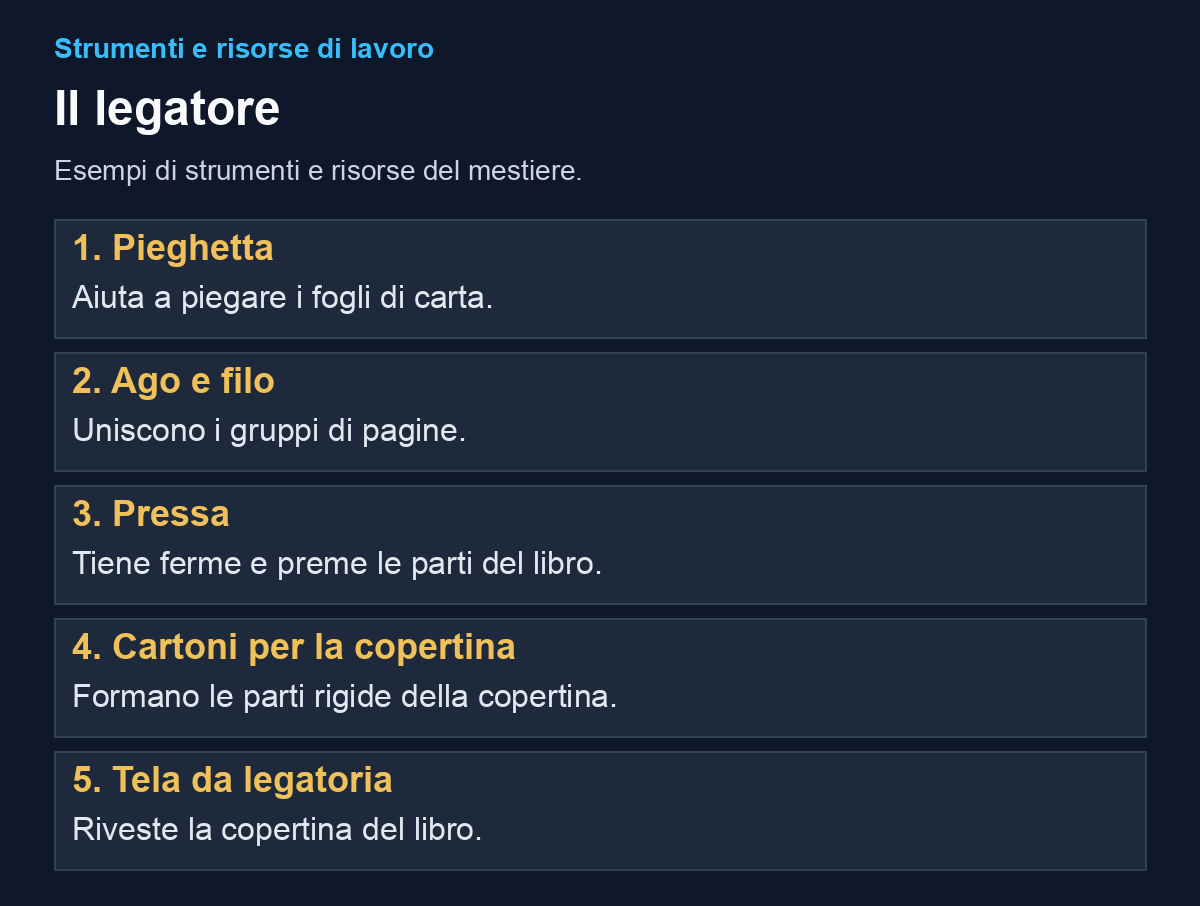 Strumenti e risorse di lavoro
Il legatore
Esempi di strumenti e risorse del mestiere.
1. Pieghetta
Aiuta a piegare i fogli di carta.
2. Ago e filo
Uniscono i gruppi di pagine.
3. Pressa
Tiene ferme e preme le parti del libro.
4. Cartoni per la copertina
Formano le parti rigide della copertina.
5. Tela da legatoria
Riveste la copertina del libro.